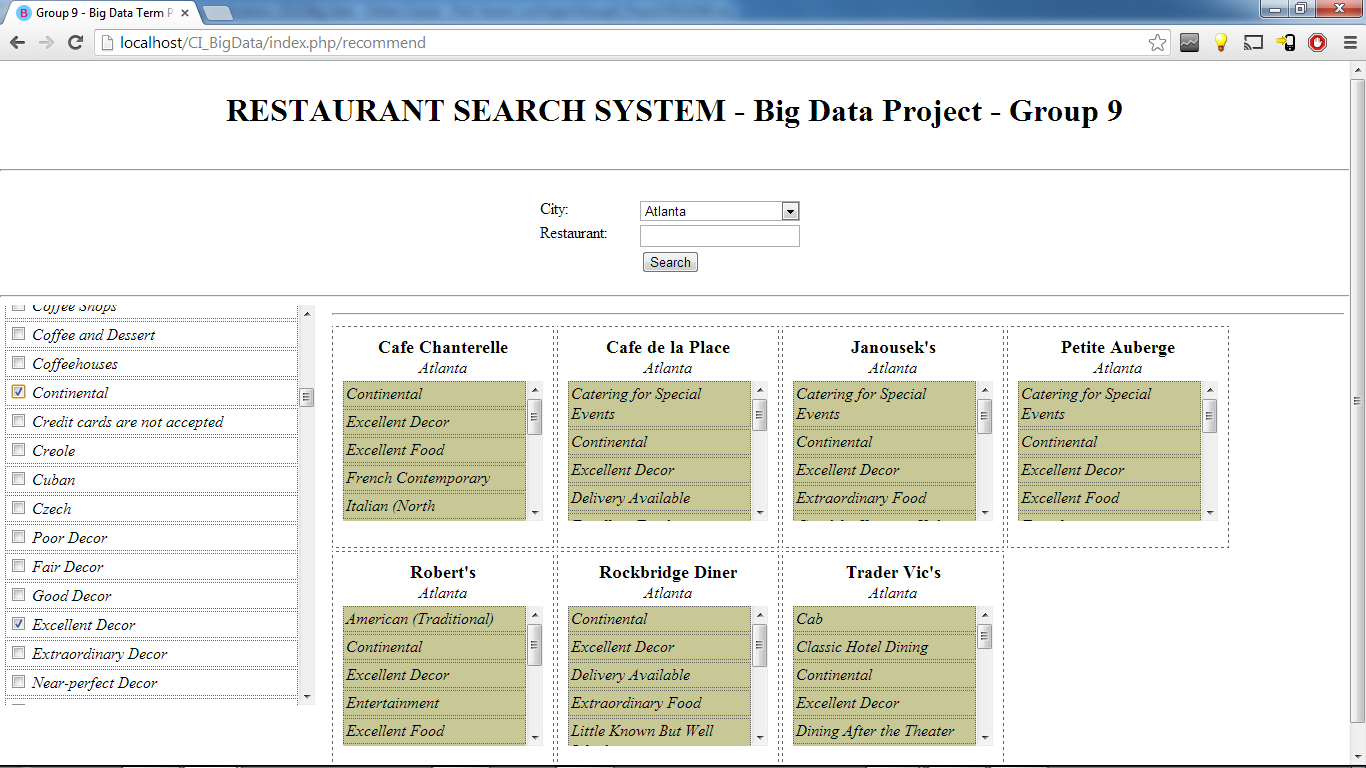 Group 9 - Big Data Term P
localhost/CI_BigData/index.php/recommend
RESTAURANT SEARCH SYSTEM - Big Data Project - Group 9
City:
Atlanta
Restaurant:
Search
Coffee Shops
Coffee and Dessert
Coffeehouses
Continental
Credit cards are not accepted
Creole
Cuban
Czech
Poor Decor
Fair Decor
Good Decor
Excellent Decor
Extraordinary Decor
Near-perfect Decor
Cafe Chanterelle
Atlanta
Continental
Excellent Decor
Excellent Food
French Contemporary
Italian (North
Cafe de la Place
Atlanta
Catering for Special
Events
Continental
Excellent Decor
Delivery Available
Janousek's
Atlanta
Catering for Special
Events
Continental
Excellent Decor
Extraordinary Food
Petite Auberge
Atlanta
Catering for Special
Events
Continental
Excellent Decor
Excellent Food
Robert's
Atlanta
American (Traditional)
Continental
Excellent Decor
Entertainment
Excellent Food
Rockbridge Diner
Atlanta
Continental
Excellent Decor
Delivery Available
Extraordinary Food
Little Known But Well
Trader Vic's
Atlanta
Cab
Classic Hotel Dining
Continental
Excellent Decor
Dining After the Theater